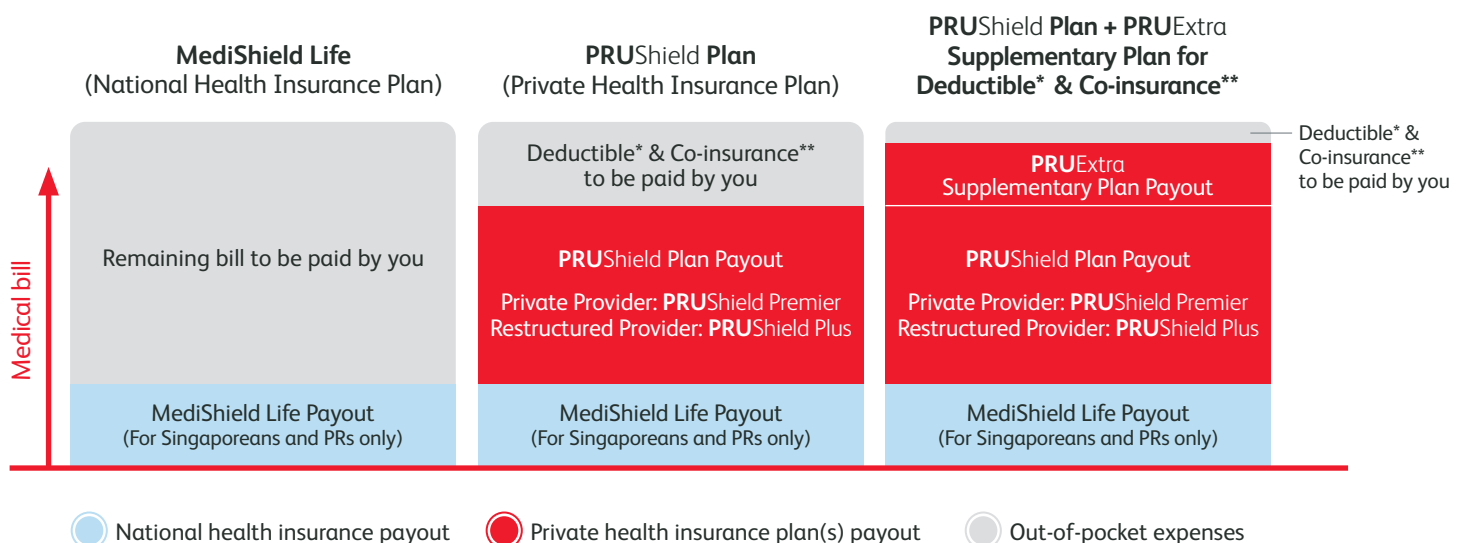 MediShield Life
(National Health Insurance Plan)
PRUShield Plan
(Private Health Insurance Plan)
PRUShield Plan + PRUExtra
Supplementary Plan for
Deductible* & Co-insurance**
Medical bill
Remaining bill to be paid by you
MediShield Life Payout
(For Singaporeans and PRs only)
Deductible* & Co-insurance**
to be paid by you
PRUShield Plan Payout
Private Provider: PRUShield Premier
Restructured Provider: PRUShield Plus
MediShield Life Payout
(For Singaporeans and PRs only)
PRUExtra
Supplementary Plan Payout
PRUShield Plan Payout
Private Provider: PRUShield Premier
Restructured Provider: PRUShield Plus
MediShield Life Payout
(For Singaporeans and PRs only)
Deductible* &
Co-insurance**
to be paid by you
National health insurance payout
Private health insurance plan(s) payout
Out-of-pocket expenses